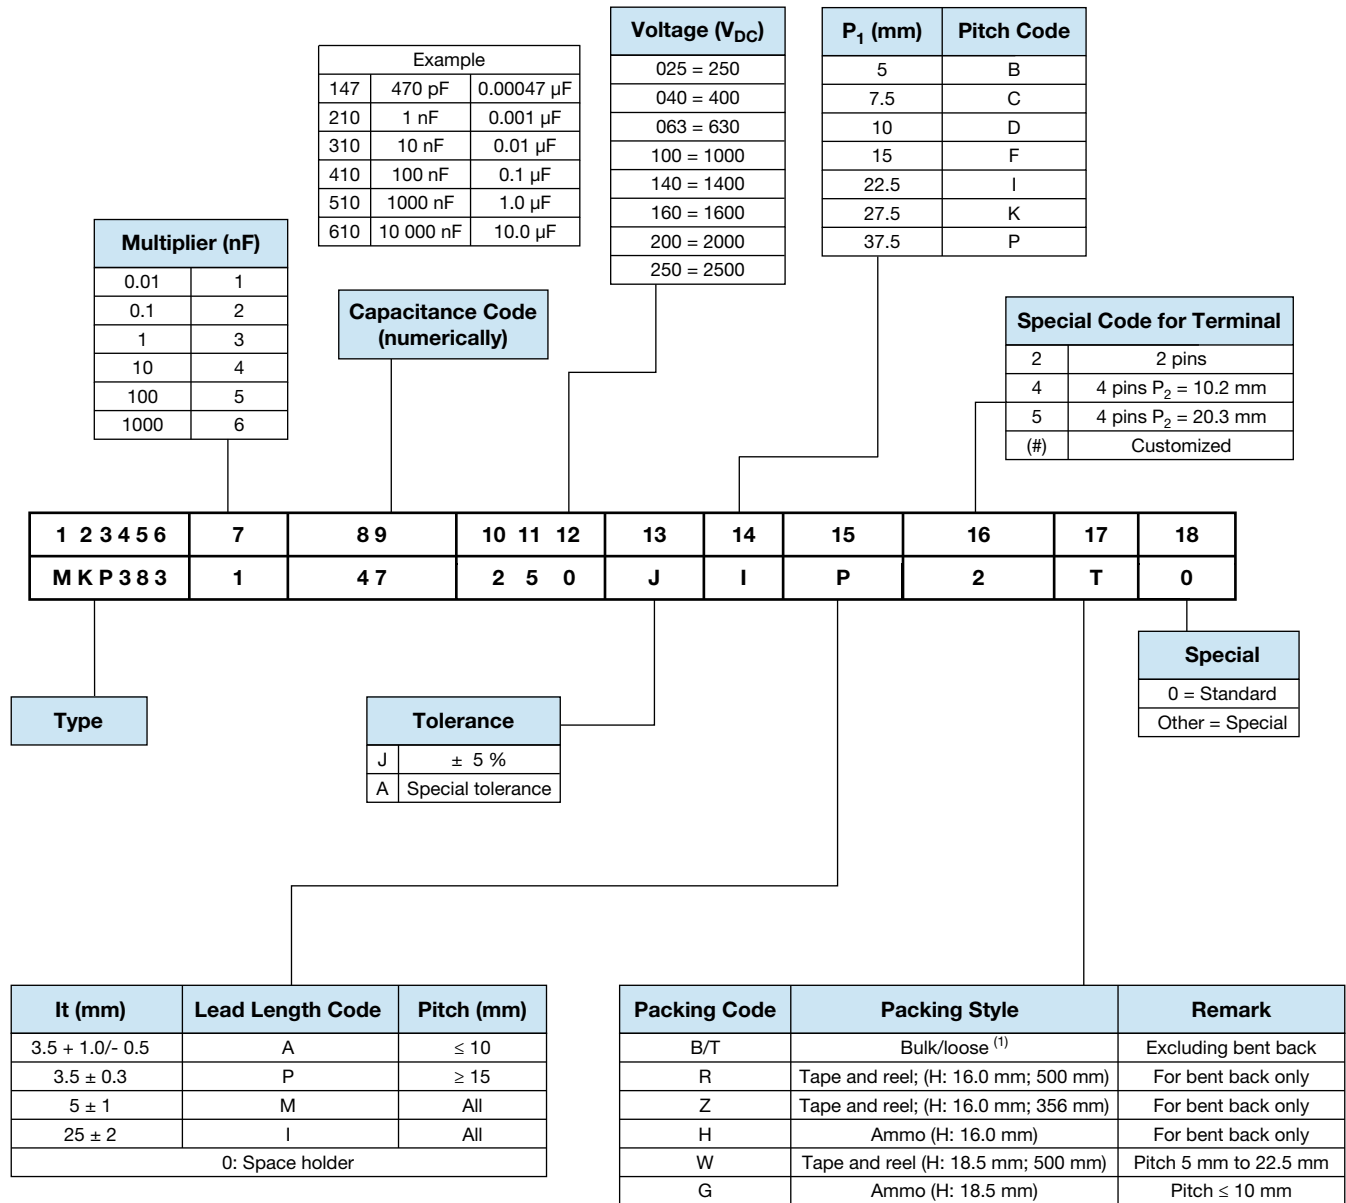 Example
147 470 pF 0.00047 µF
210 1 nF 0.001 µF
310 10 nF 0.01 µF
410 100 nF 0.1 µF
510 1000 nF 1.0 µF
610 10 000 nF 10.0 µF
Voltage (V_DC)
025 = 250
040 = 400
063 = 630
100 = 1000
140 = 1400
160 = 1600
200 = 2000
250 = 2500
P₁ (mm) Pitch Code
5 B
7.5 C
10 D
15 F
22.5 I
27.5 K
37.5 P
Multiplier (nF)
0.01 1
0.1 2
1 3
10 4
100 5
1000 6
Capacitance Code
(numerically)
Special Code for Terminal
2 2 pins
4 4 pins P₂ = 10.2 mm
5 4 pins P₂ = 20.3 mm
(#) Customized
1 2 3 4 5 6 7 8 9 10 11 12 13 14 15 16 17 18
M K P 3 8 3 1 4 7 2 5 0 J I P 2 T 0
Type
Tolerance
J ± 5 %
A Special tolerance
Special
0 = Standard
Other = Special
It (mm) Lead Length Code Pitch (mm)
3.5 + 1.0/- 0.5 A ≤ 10
3.5 ± 0.3 P ≥ 15
5 ± 1 M All
25 ± 2 I All
0: Space holder
Packing Code Packing Style Remark
B/T Bulk/loose (1) Excluding bent back
R Tape and reel; (H: 16.0 mm; 500 mm) For bent back only
Z Tape and reel; (H: 16.0 mm; 356 mm) For bent back only
H Ammo (H: 16.0 mm) For bent back only
W Tape and reel (H: 18.5 mm; 500 mm) Pitch 5 mm to 22.5 mm
G Ammo (H: 18.5 mm) Pitch ≤ 10 mm